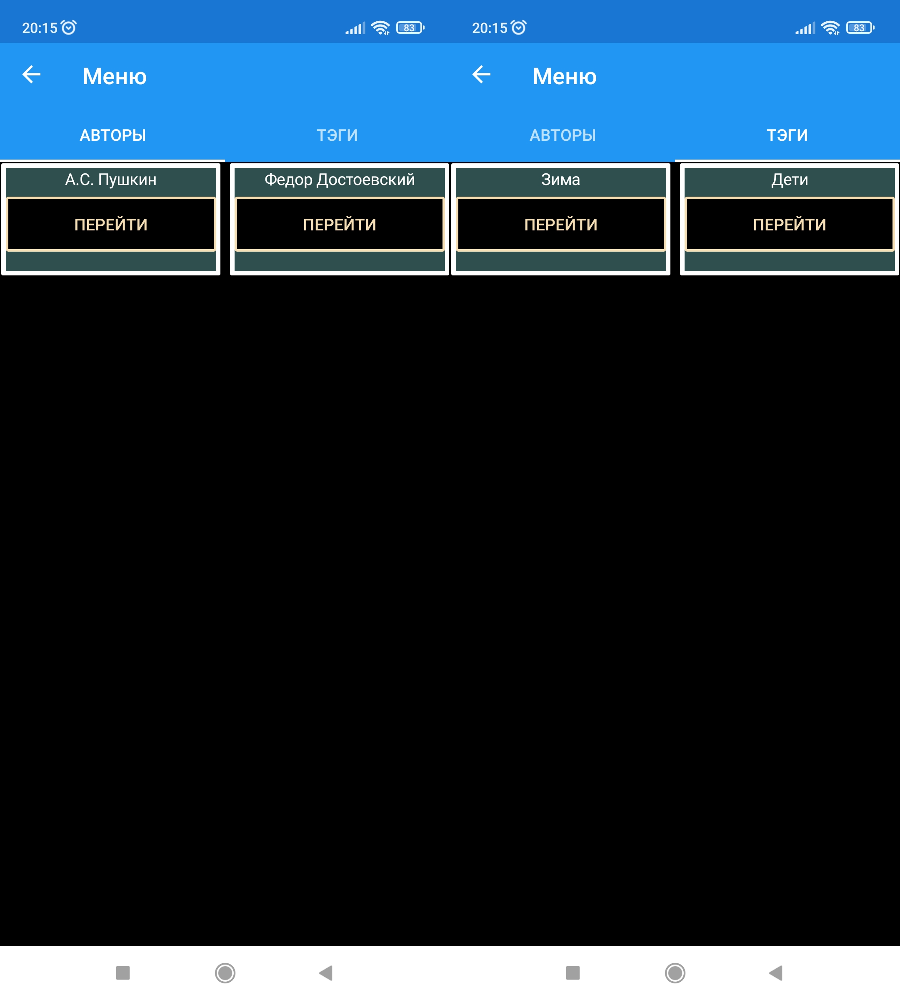 20:15
83
Меню
АВТОРЫ ТЭГИ
А.С. Пушкин Федор Достоевский
ПЕРЕЙТИ ПЕРЕЙТИ
20:15
83
Меню
АВТОРЫ ТЭГИ
Зима Дети
ПЕРЕЙТИ ПЕРЕЙТИ